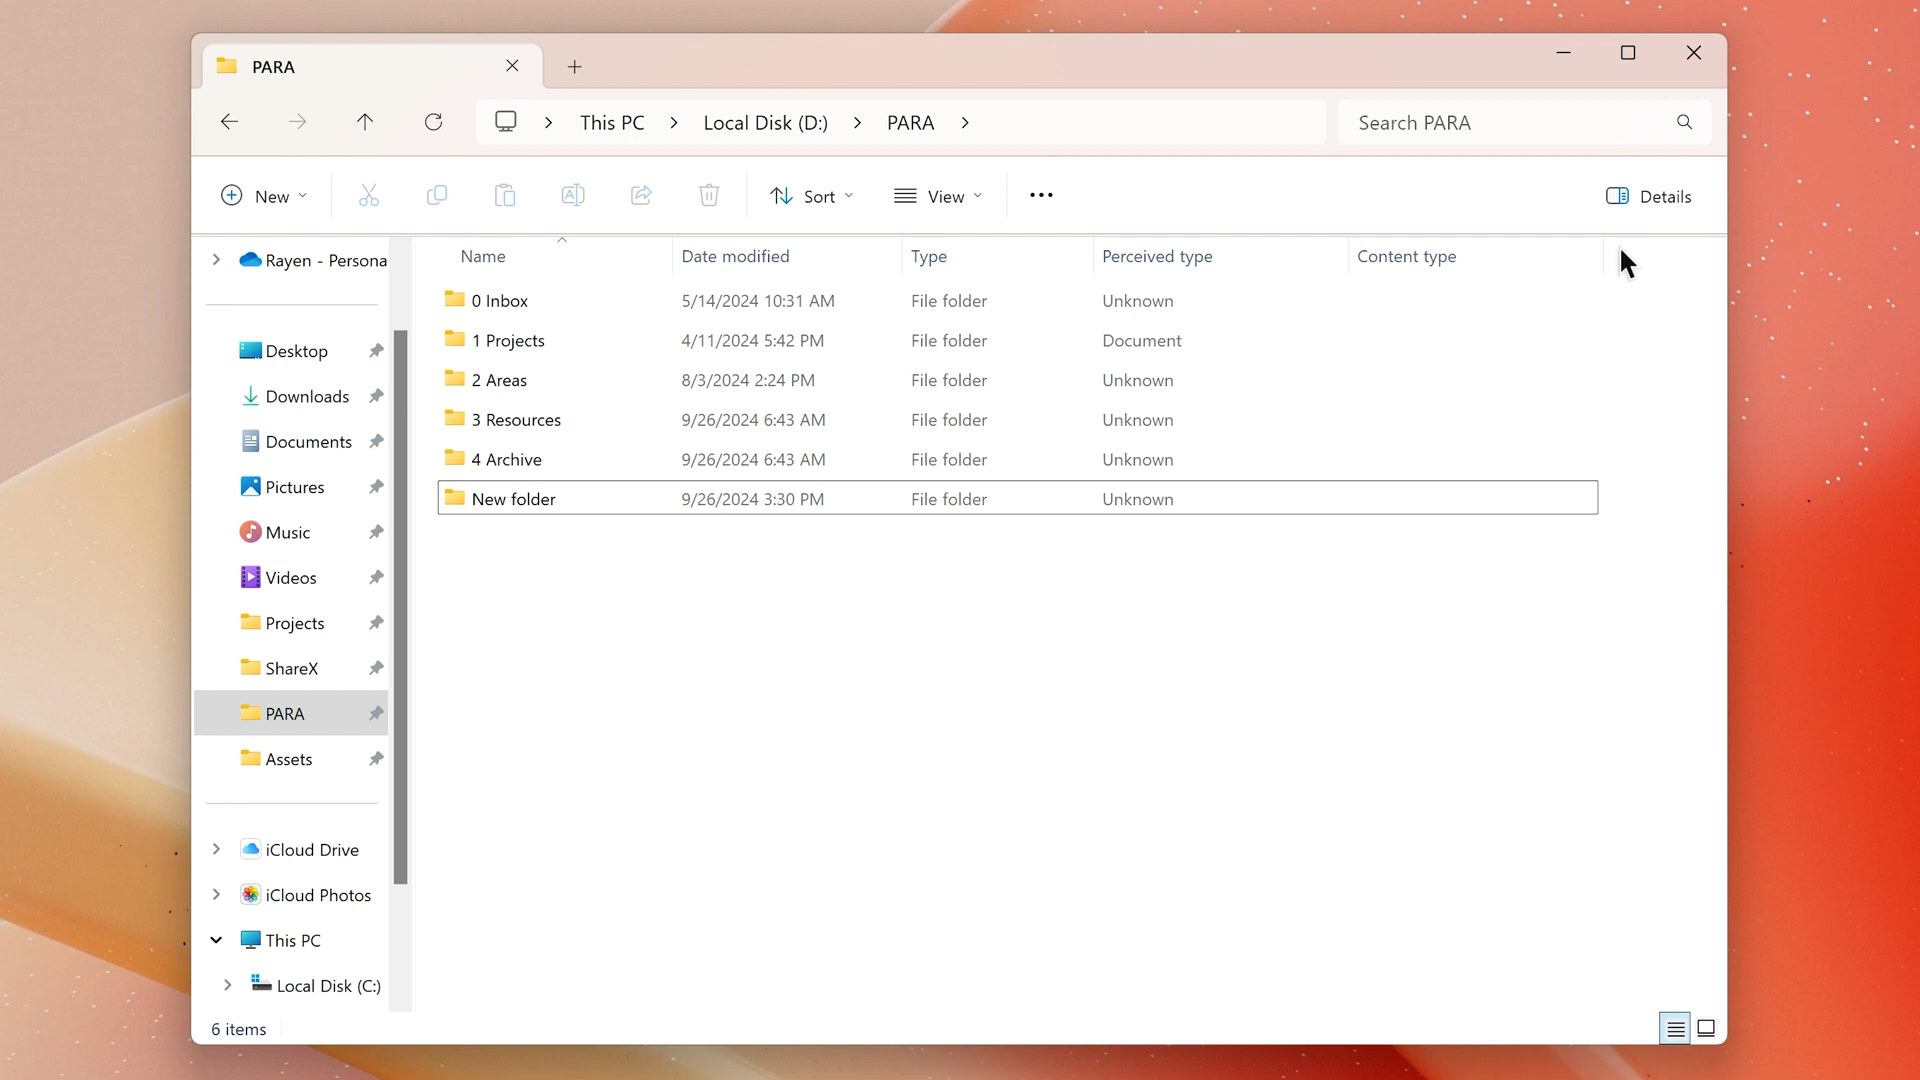 PARA
This PC > Local Disk (D:) > PARA >
Search PARA
New
Sort
View
Details
Rayen - Persona
Desktop
Downloads
Documents
Pictures
Music
Videos
Projects
ShareX
PARA
Assets
iCloud Drive
iCloud Photos
This PC
Local Disk (C:)
Name Date modified Type Perceived type Content type
0 Inbox 5/14/2024 10:31 AM File folder Unknown
1 Projects 4/11/2024 5:42 PM File folder Document
2 Areas 8/3/2024 2:24 PM File folder Unknown
3 Resources 9/26/2024 6:43 AM File folder Unknown
4 Archive 9/26/2024 6:43 AM File folder Unknown
New folder 9/26/2024 3:30 PM File folder Unknown
6 items